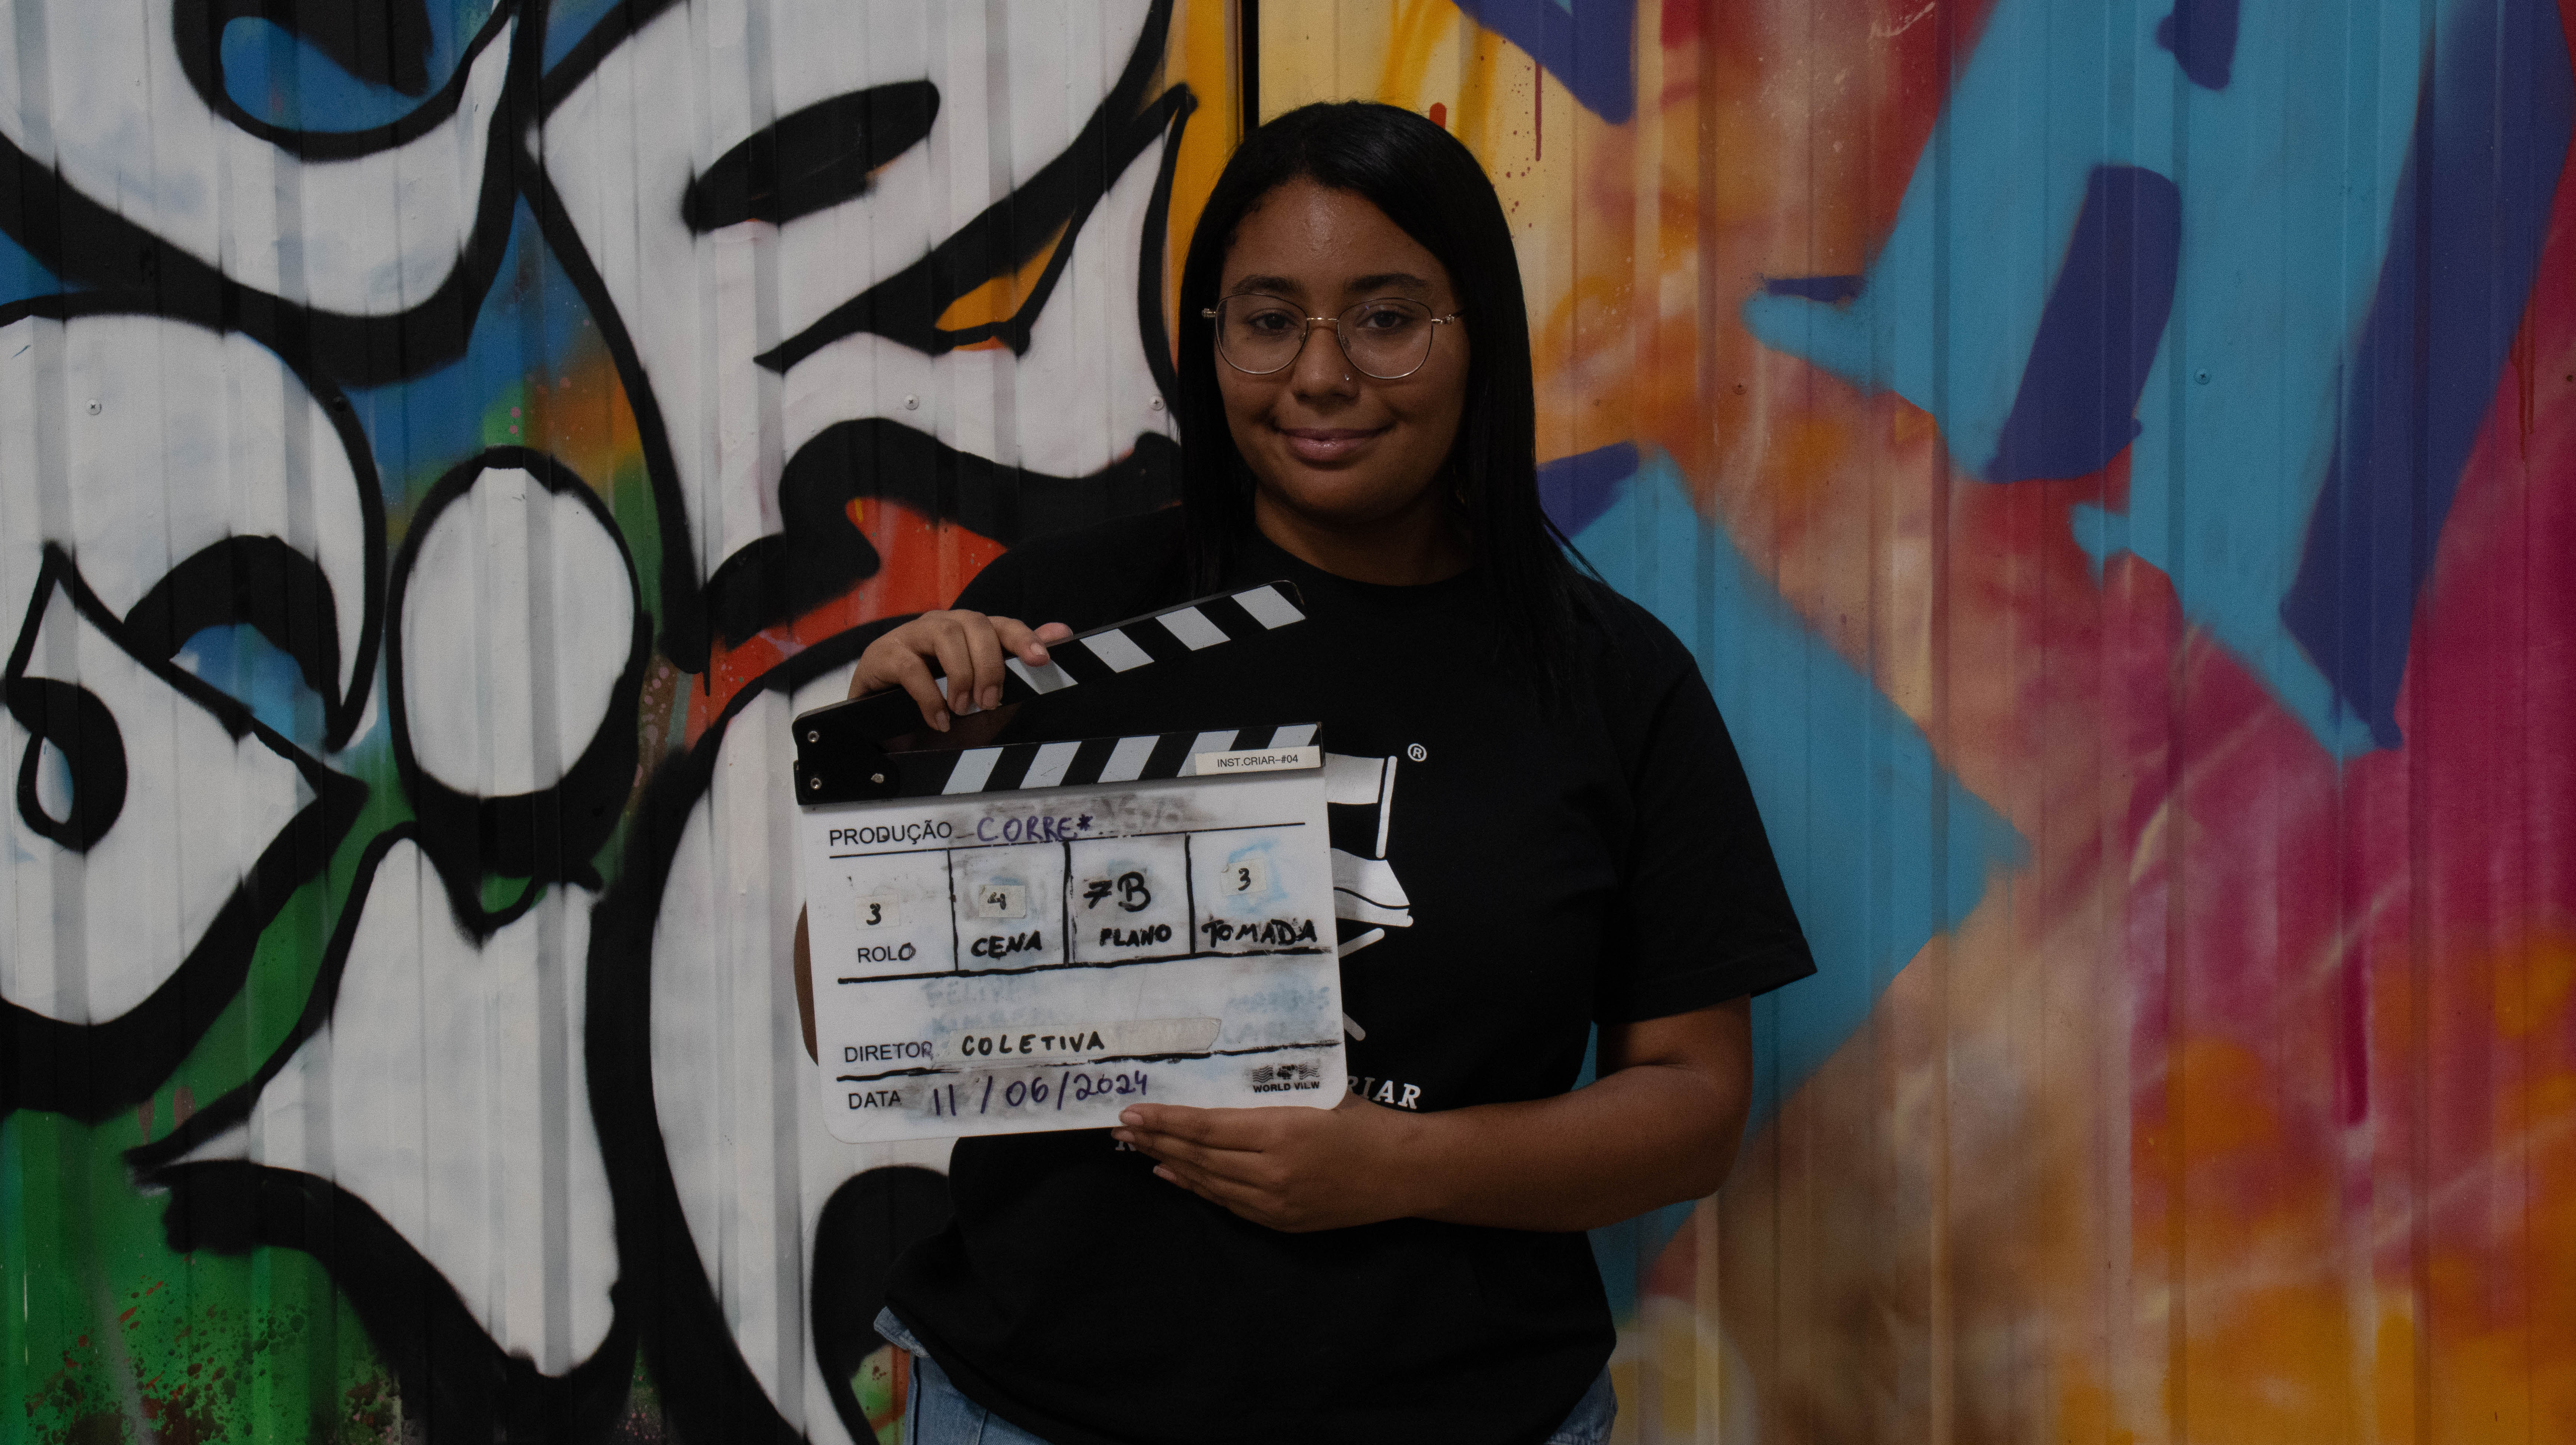 ®
INST.CRIAR-#04
PRODUÇÃO CORRE*
3 4 7B 3
ROLO CENA PLANO TOMADA
DIRETOR COLETIVA
DATA 11/06/2024
WORLD VIEW
RIAR